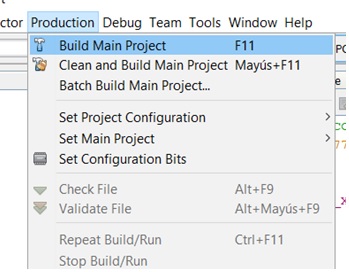 ctor Production Debug Team Tools Window Help
Build Main Project F11
Clean and Build Main Project Mayús+F11
Batch Build Main Project...
Set Project Configuration
Set Main Project
Set Configuration Bits
Check File Alt+F9
Validate File Alt+Mayús+F9
Repeat Build/Run Ctrl+F11
Stop Build/Run